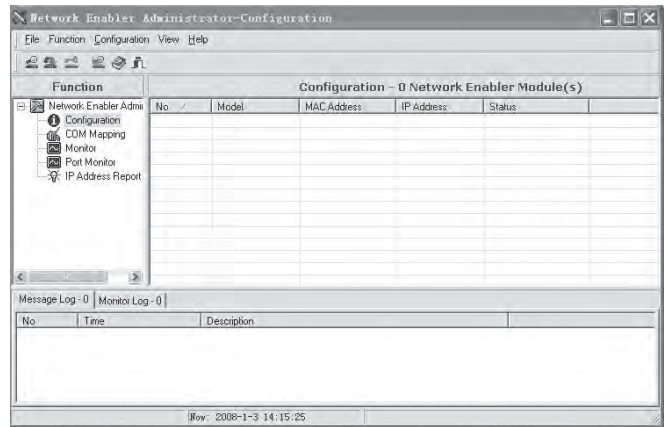 Network Enabler Administrator-Configuration
File Function Configuration View Help
Function
Configuration - 0 Network Enabler Module(s)
Network Enabler Admi
Configuration
COM Mapping
Monitor
Port Monitor
IP Address Report
No Model MAC Address IP Address Status
Message Log - 0 Monitor Log - 0
No Time Description
Now: 2008-1-3 14:15:25